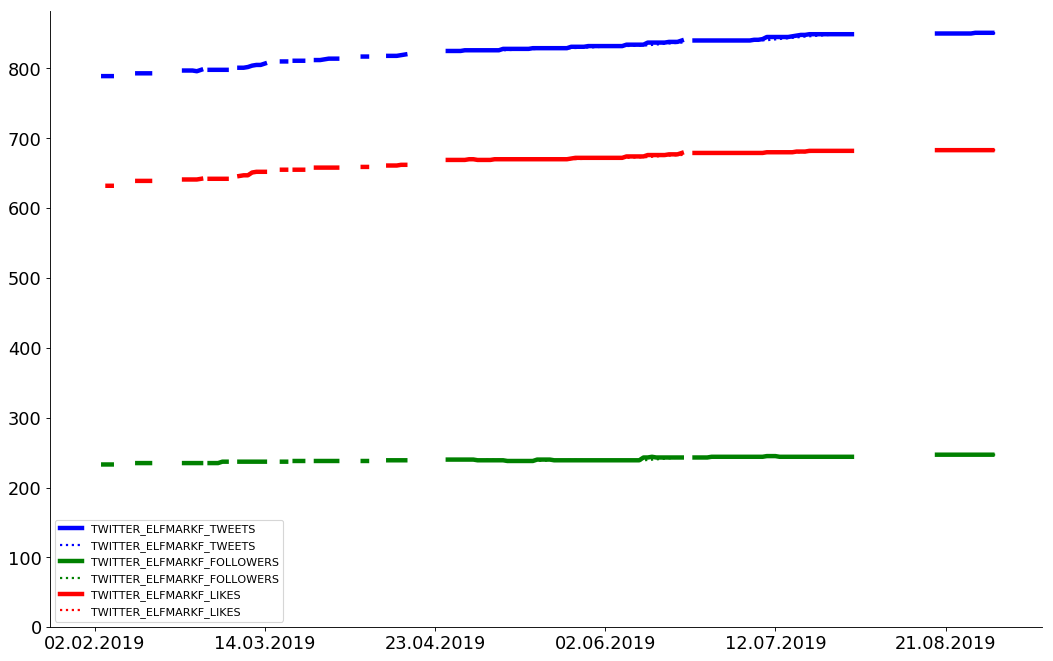 800
700
600
500
400
300
200
100
0
TWITTER_ELFMARKF_TWEETS
TWITTER_ELFMARKF_TWEETS
TWITTER_ELFMARKF_FOLLOWERS
TWITTER_ELFMARKF_FOLLOWERS
TWITTER_ELFMARKF_LIKES
TWITTER_ELFMARKF_LIKES
02.02.2019 14.03.2019 23.04.2019 02.06.2019 12.07.2019 21.08.2019